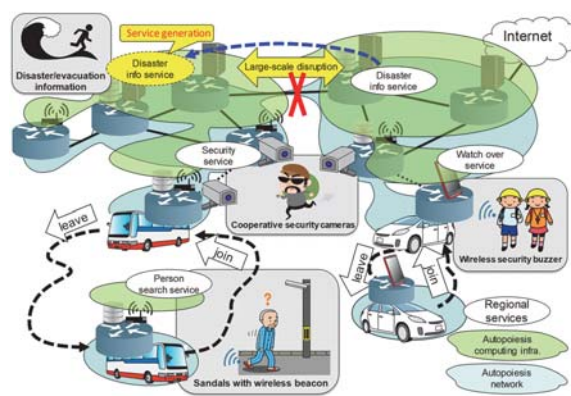 Service generation
Internet
Disaster
info service
Large-scale disruption
Disaster
info service
Disaster/evacuation
information
Security
service
Watch over
service
Cooperative security cameras
leave
join
Wireless security buzzer
leave
join
Person
search service
?
Sandals with wireless beacon
Regional
services
Autopoiesis
computing infra.
Autopoiesis
network